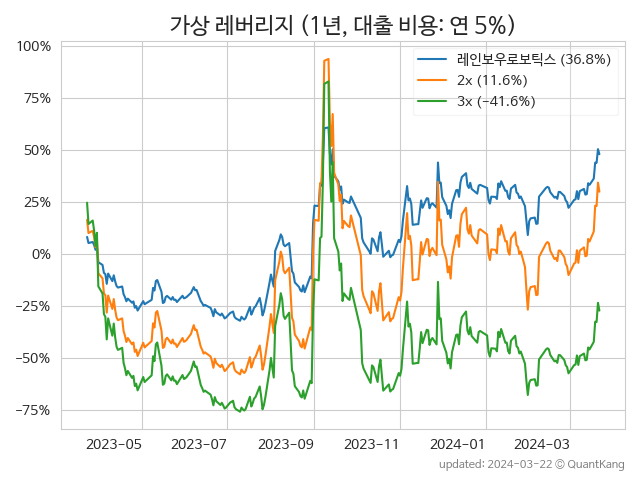 가상 레버리지 (1년, 대출 비용: 연 5%)
레인보우로보틱스 (36.8%)
2x (11.6%)
3x (−41.6%)
100%
75%
50%
25%
0%
−25%
−50%
−75%
2023-05
2023-07
2023-09
2023-11
2024-01
2024-03
updated: 2024-03-22 © QuantKang